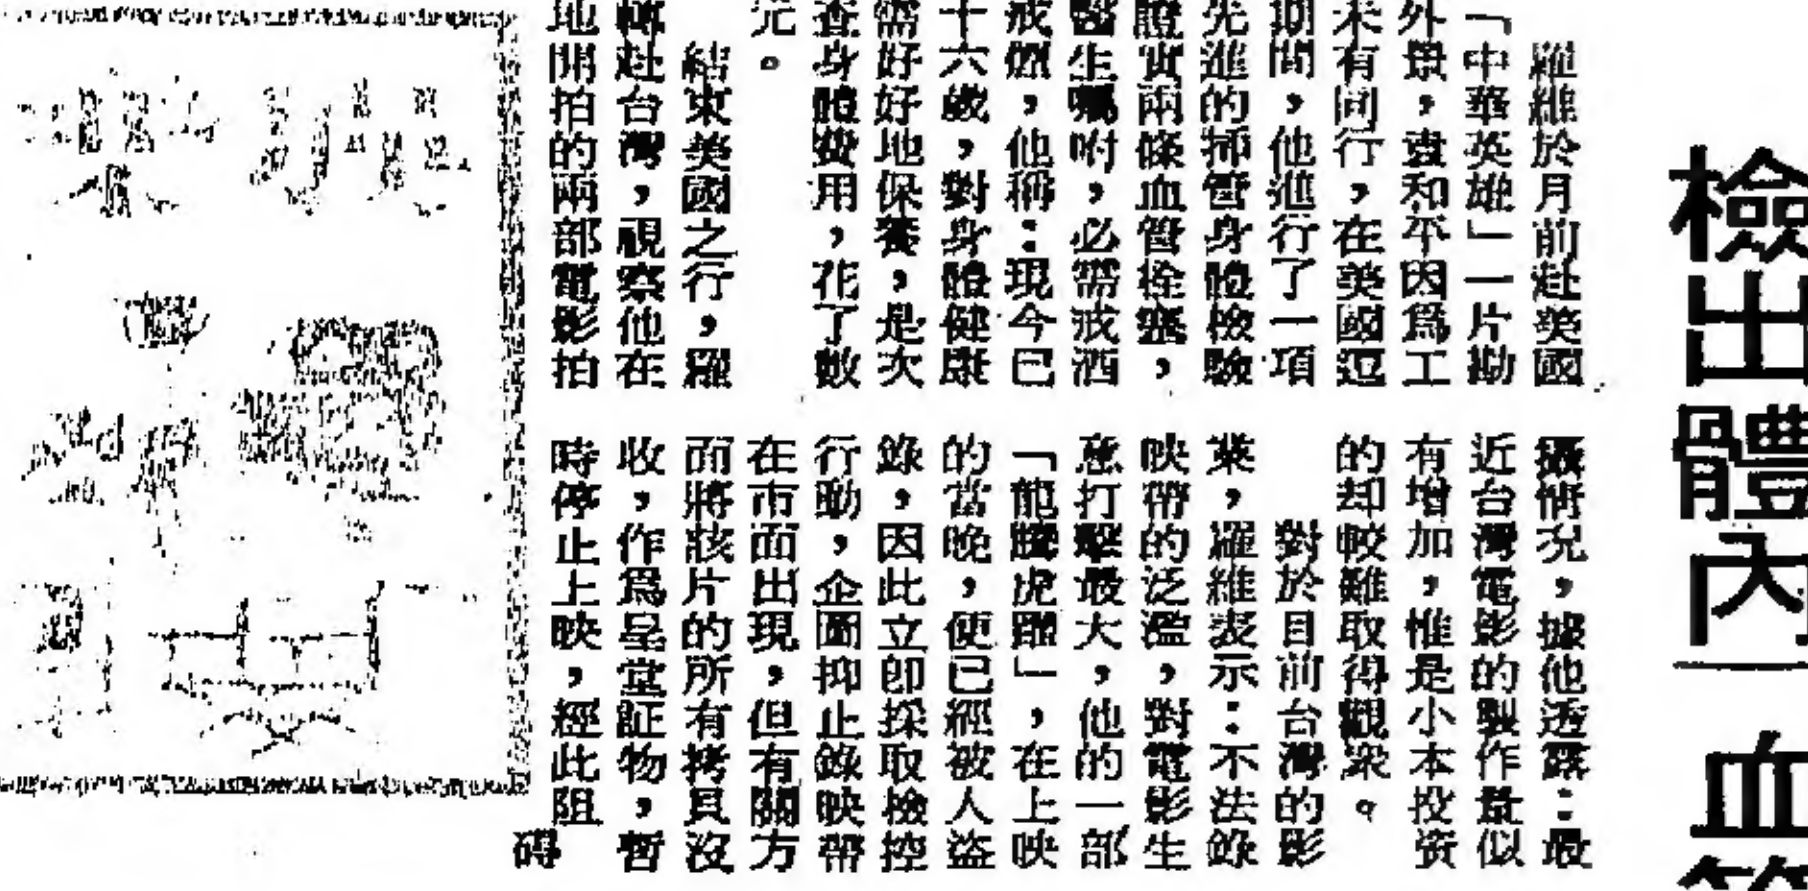 檢出體內一血
羅維於月前赴美國
「中華英雄」一片勘
外景，袁和平因爲工
未有同行，在美國逗
期間，他進行了一項
先進的插管身體檢驗
證實兩條血管栓塞，
醫生囑咐，必需戒酒
戒煙，他稱：現今已
十六歲，對身體健康
需好好地保養，是次
查身體費用，花了數
元。
結束美國之行，羅
轉赴台灣，視察他在
地開拍的兩部電影拍
攝情况，據他透露：最
近台灣電影的製作量似
有增加，惟是小本投資
的却較難取得觀衆。
對於目前台灣的影
業，羅維表示：不法錄
映帶的泛濫，對電影生
意打擊最大，他的一部
「龍騰虎躍」，在上映
的當晚，便已經被人盜
錄，因此立即採取檢控
行動，企圖抑止錄映帶
在市面出現，但有關方
面將該片的所有拷貝沒
收，作爲呈堂証物，暫
時停止上映，經此阻
碍